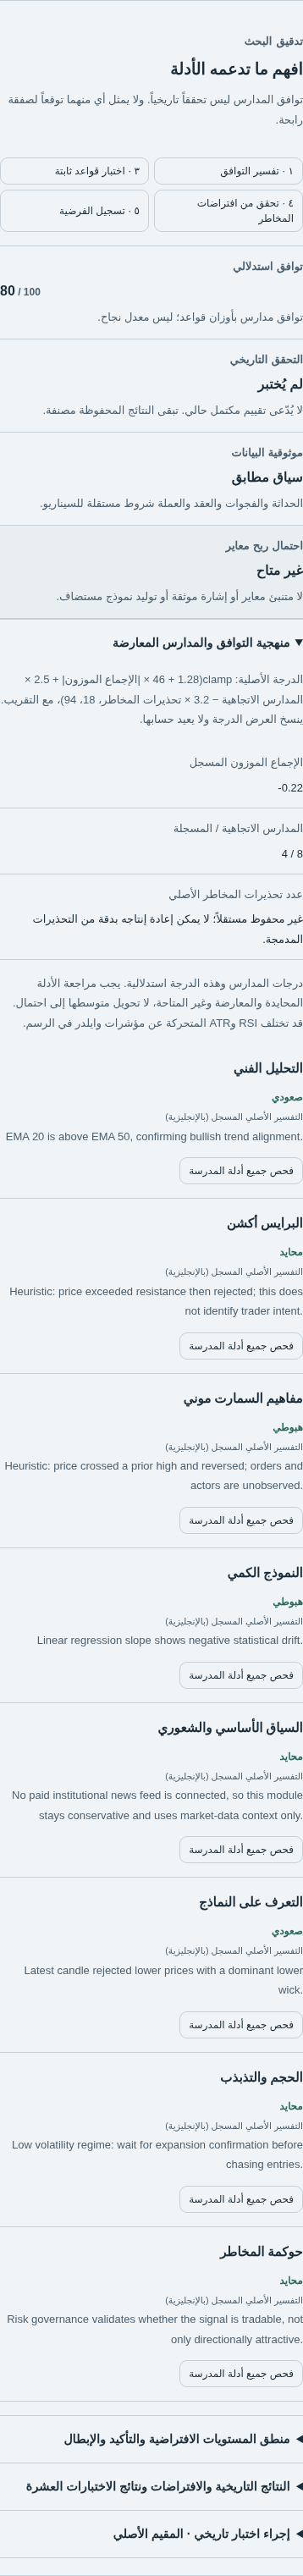 تدقيق البحث
افهم ما تدعمه الأدلة
توافق المدارس ليس تحققاً تاريخياً. ولا يمثل أي منهما توقعاً لصفقة
رابحة.
١ · تفسير التوافق
٣ · اختبار قواعد ثابتة
٤ · تحقق من افتراضات
المخاطر
٥ · تسجيل الفرضية
توافق استدلالي
80 / 100
توافق مدارس بأوزان قواعد؛ ليس معدل نجاح.
التحقق التاريخي
لم يُختبر
لا يُدّعى تقييم مكتمل حالي. تبقى النتائج المحفوظة مصنفة.
موثوقية البيانات
سياق مطابق
الحداثة والفجوات والعقد والعملة شروط مستقلة للسيناريو.
احتمال ربح معاير
غير متاح
لا متنبئ معاير أو إشارة موثقة أو توليد نموذج مستضاف.
▼ منهجية التوافق والمدارس المعارضة
الدرجة الأصلية: clamp(46 + 1.28 × |الإجماع الموزون| + 2.5 ×
المدارس الاتجاهية − 3.2 × تحذيرات المخاطر، 18، 94)، مع التقريب.
ينسخ العرض الدرجة ولا يعيد حسابها.
الإجماع الموزون المسجل
-0.22
المدارس الاتجاهية / المسجلة
4 / 8
عدد تحذيرات المخاطر الأصلي
غير محفوظ مستقلاً؛ لا يمكن إعادة إنتاجه بدقة من التحذيرات
المدمجة.
درجات المدارس وهذه الدرجة استدلالية. يجب مراجعة الأدلة
المحايدة والمعارضة وغير المتاحة، لا تحويل متوسطها إلى احتمال.
قد تختلف RSI وATR المتحركة عن مؤشرات وايلدر في الرسم.
التحليل الفني
صعودي
التفسير الأصلي المسجل (بالإنجليزية)
EMA 20 is above EMA 50, confirming bullish trend alignment.
فحص جميع أدلة المدرسة
البرايس أكشن
محايد
التفسير الأصلي المسجل (بالإنجليزية)
Heuristic: price exceeded resistance then rejected; this does
not identify trader intent.
فحص جميع أدلة المدرسة
مفاهيم السمارت موني
هبوطي
التفسير الأصلي المسجل (بالإنجليزية)
Heuristic: price crossed a prior high and reversed; orders and
actors are unobserved.
فحص جميع أدلة المدرسة
النموذج الكمي
هبوطي
التفسير الأصلي المسجل (بالإنجليزية)
Linear regression slope shows negative statistical drift.
فحص جميع أدلة المدرسة
السياق الأساسي والشعوري
محايد
التفسير الأصلي المسجل (بالإنجليزية)
No paid institutional news feed is connected, so this module
stays conservative and uses market-data context only.
فحص جميع أدلة المدرسة
التعرف على النماذج
صعودي
التفسير الأصلي المسجل (بالإنجليزية)
Latest candle rejected lower prices with a dominant lower
wick.
فحص جميع أدلة المدرسة
الحجم والتذبذب
محايد
التفسير الأصلي المسجل (بالإنجليزية)
Low volatility regime: wait for expansion confirmation before
chasing entries.
فحص جميع أدلة المدرسة
حوكمة المخاطر
محايد
التفسير الأصلي المسجل (بالإنجليزية)
Risk governance validates whether the signal is tradable, not
only directionally attractive.
فحص جميع أدلة المدرسة
◀ منطق المستويات الافتراضية والتأكيد والإبطال
◀ النتائج التاريخية والافتراضات ونتائج الاختبارات العشرة
◀ إجراء اختبار تاريخي · المقيم الأصلي